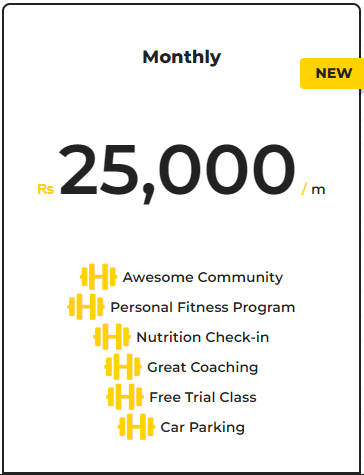 Monthly
NEW
Rs 25,000 / m
Awesome Community
Personal Fitness Program
Nutrition Check-in
Great Coaching
Free Trial Class
Car Parking